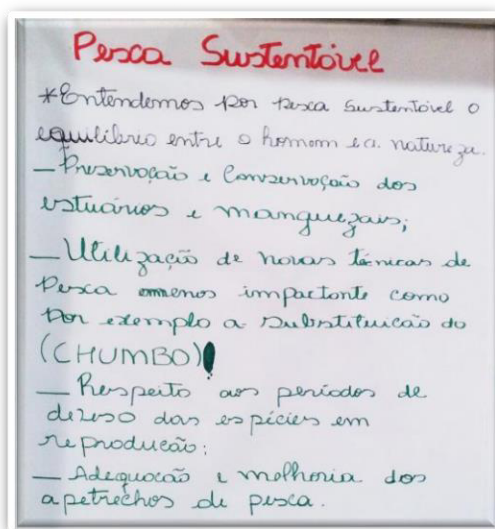 Pesca Sustentável
*Entendemos por pesca sustentável o
equilíbrio entre o homem e a natureza.
— Preservação e Conservação dos
estuários e manguezais;
— Utilização de novas técnicas de
pesca menos impactante como
por exemplo a substituição do
(CHUMBO)
— Respeito aos períodos de
defeso das espécies em
reprodução;
— Adequação e melhoria dos
apetrechos de pesca.